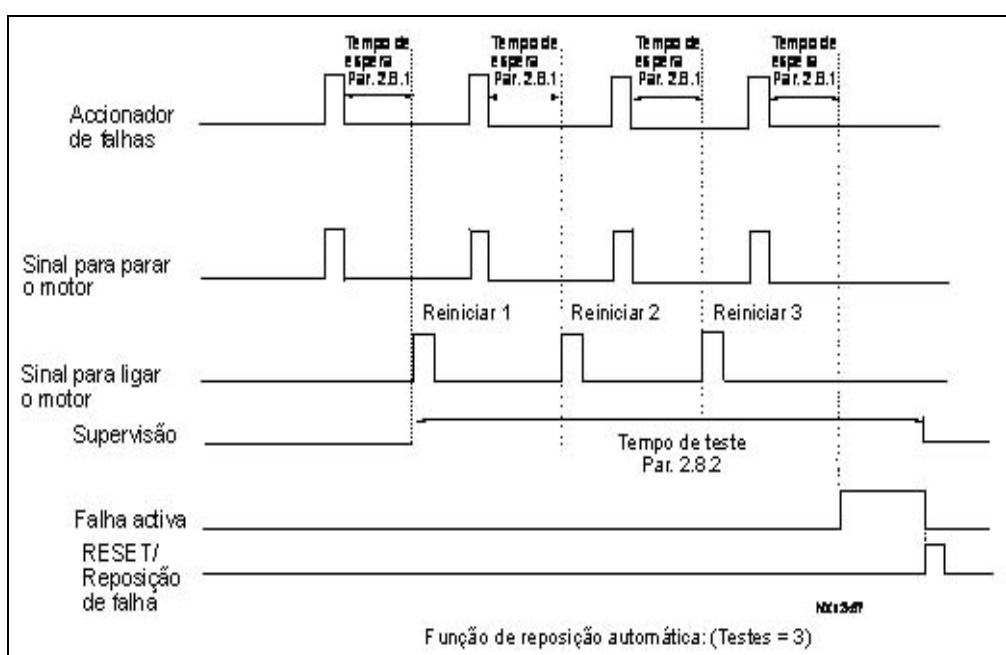 Tempo de
espera
Par. 2.8.1
Tempo de
espera
Par. 2.8.1
Tempo de
espera
Par. 2.8.1
Tempo de
espera
Par. 2.8.1
Accionador
de falhas
Sinal para parar
o motor
Reiniciar 1
Reiniciar 2
Reiniciar 3
Sinal para ligar
o motor
Supervisão
Tempo de teste
Par. 2.8.2
Falha activa
RESET/
Reposição
de falha
Função de reposição automática: (Testes = 3)